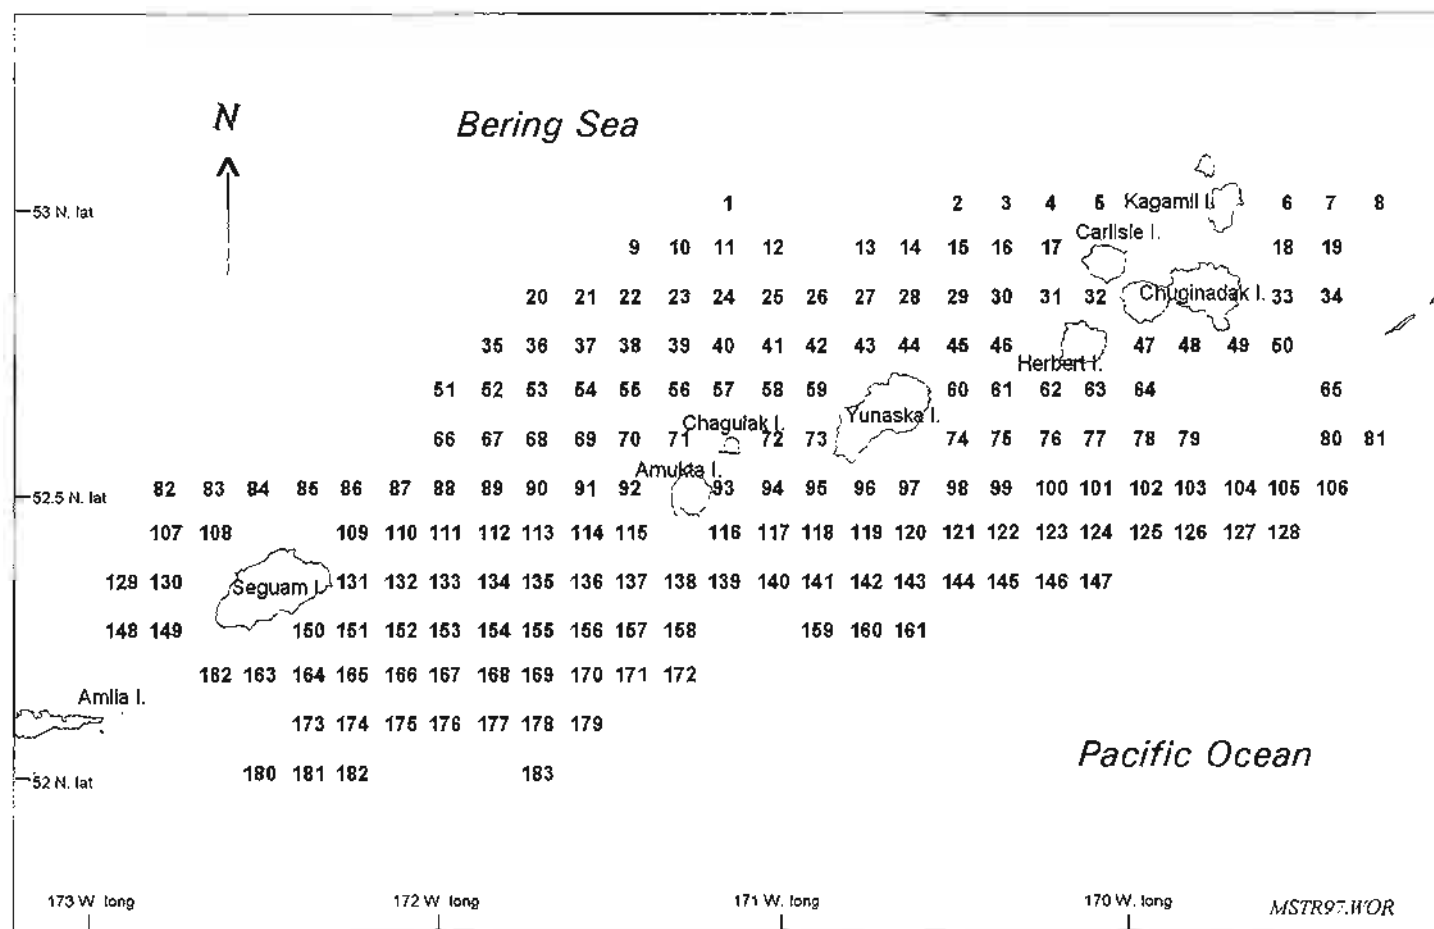 N
Bering Sea
53 N. lat
1 2 3 4 5 Kagamil I. 6 7 8
Carlisle I.
9 10 11 12 13 14 15 16 17 18 19
20 21 22 23 24 25 26 27 28 29 30 31 32 Chuginadak I. 33 34
35 36 37 38 39 40 41 42 43 44 45 46 47 48 49 50
Herbert I.
51 52 53 54 55 56 57 58 59 60 61 62 63 64 65
Yunaska I.
Chaguiak I.
66 67 68 69 70 71 72 73 74 75 76 77 78 79 80 81
Amukta I.
52.5 N. lat
82 83 84 85 86 87 88 89 90 91 92 93 94 95 96 97 98 99 100 101 102 103 104 105 106
107 108 109 110 111 112 113 114 115 116 117 118 119 120 121 122 123 124 125 126 127 128
129 130 Seguam I. 131 132 133 134 135 136 137 138 139 140 141 142 143 144 145 146 147
148 149 150 151 152 153 154 155 156 157 158 159 160 161
162 163 164 165 166 167 168 169 170 171 172
Amlia I.
173 174 175 176 177 178 179
Pacific Ocean
52 N. lat
180 181 182 183
173 W. long 172 W. long 171 W. long 170 W. long
MSTR97.WOR